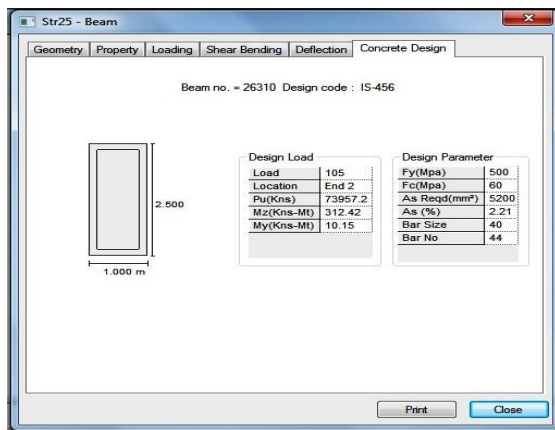 Str25 - Beam
Geometry Property Loading Shear Bending Deflection Concrete Design
Beam no. = 26310 Design code : IS-456
2.500
1.000 m
Design Load
Load 105
Location End 2
Pu(Kns) 73957.2
Mz(Kns-Mt) 312.42
My(Kns-Mt) 10.15
Design Parameter
Fy(Mpa) 500
Fc(Mpa) 60
As Reqd(mm²) 5200
As (%) 2.21
Bar Size 40
Bar No 44
Print Close